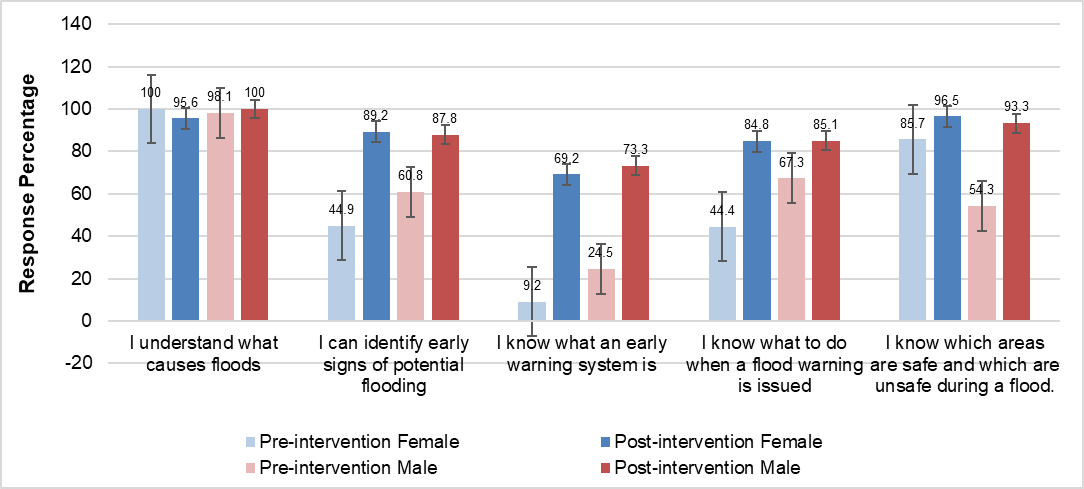 140
120
100
80
60
40
20
0
-20
Response Percentage
100
95.6
98.1
100
44.9
89.2
60.8
87.8
9.2
69.2
24.5
73.3
44.4
84.8
67.3
85.1
85.7
96.5
54.3
93.3
I understand what
causes floods
I can identify early
signs of potential
flooding
I know what an early
warning system is
I know what to do
when a flood warning
is issued
I know which areas
are safe and which are
unsafe during a flood.
Pre-intervention Female
Post-intervention Female
Pre-intervention Male
Post-intervention Male